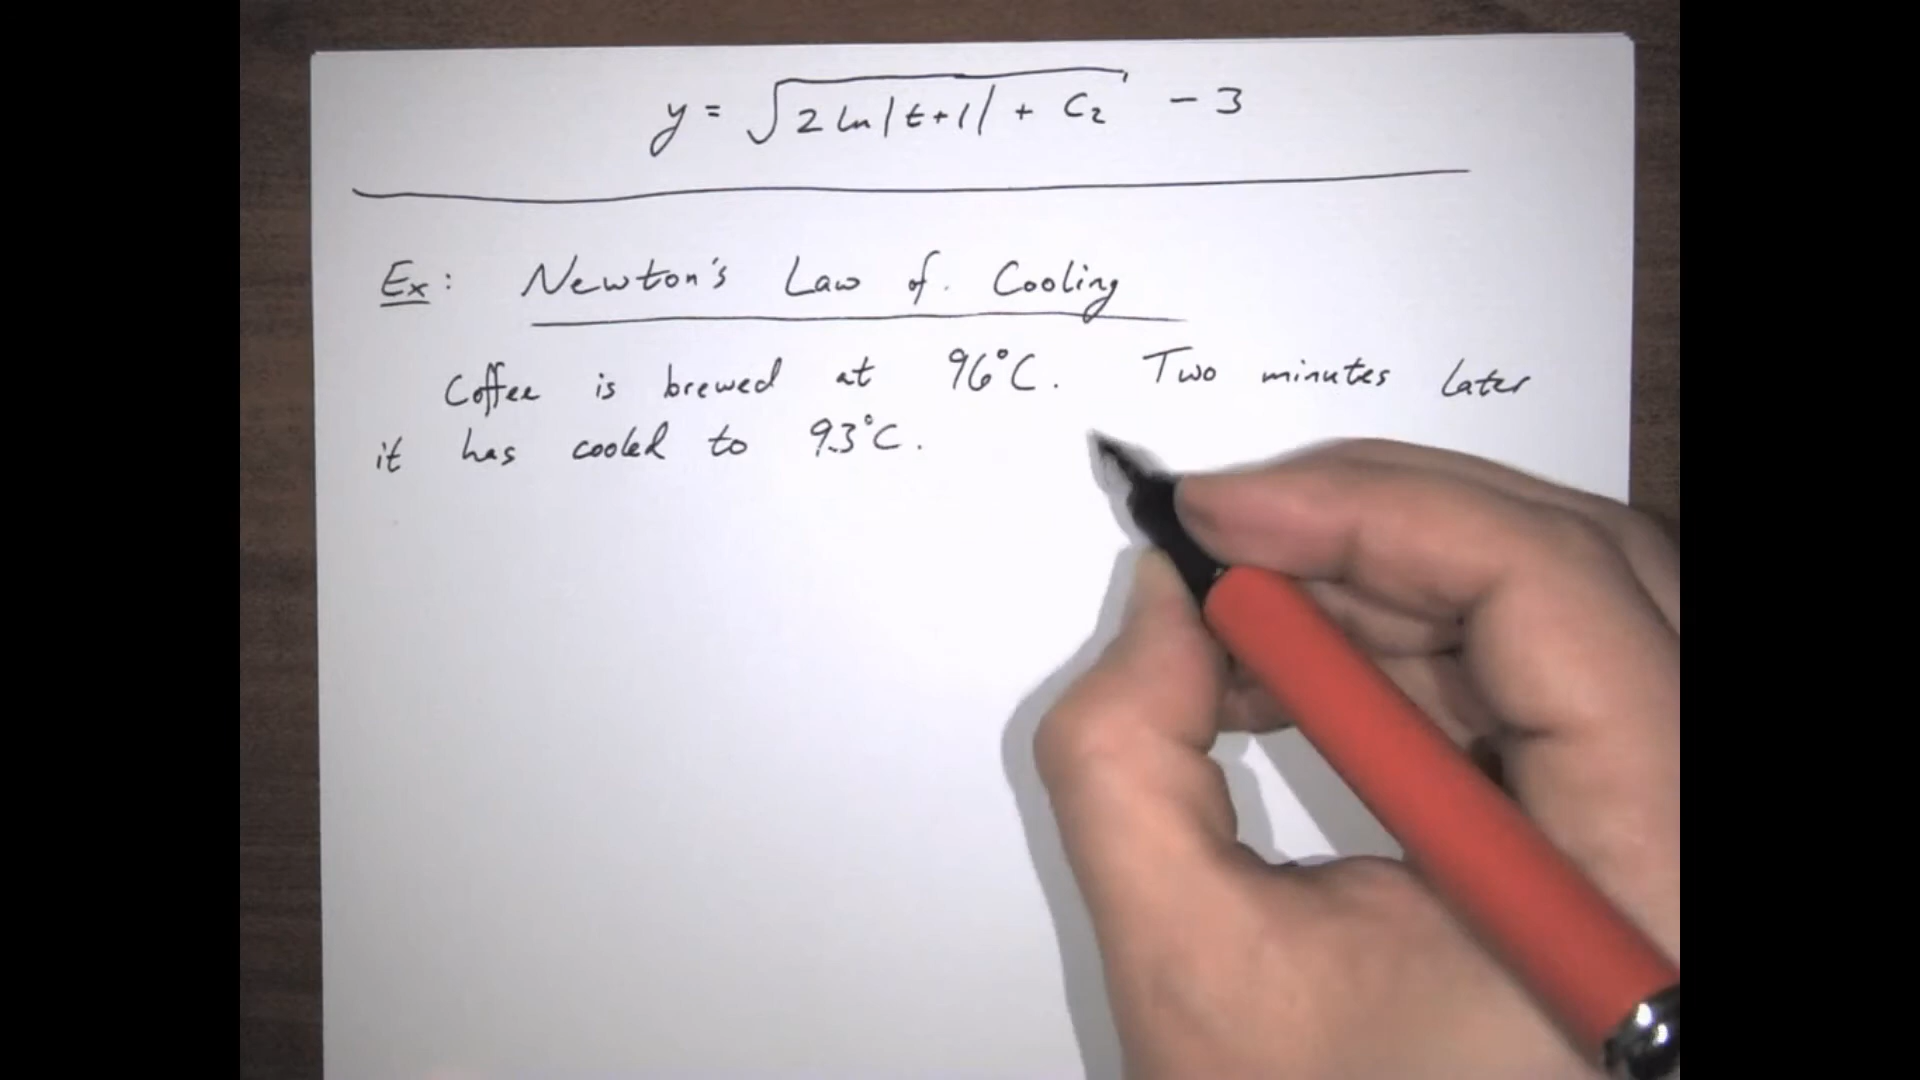 y = √(2 ln|t+1| + C₂) - 3
Ex: Newton's Law of Cooling
Coffee is brewed at 96°C. Two minutes later
it has cooled to 93°C.